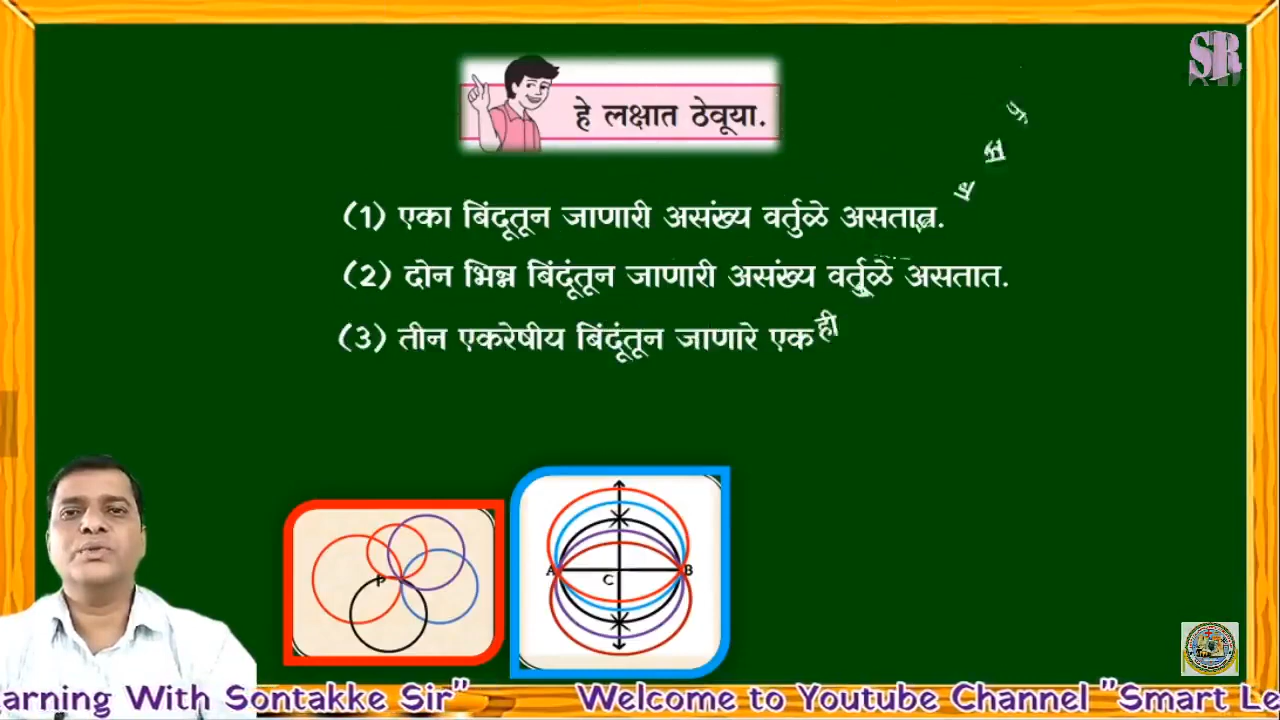 SR
हे लक्षात ठेवूया.
(1) एका बिंदूतून जाणारी असंख्य वर्तुळे असतात.
(2) दोन भिन्न बिंदूंतून जाणारी असंख्य वर्तुळे असतात.
(3) तीन एकरेषीय बिंदूंतून जाणारे एकही
P
A C B
arning With Sontakke Sir" Welcome to Youtube Channel "Smart Le